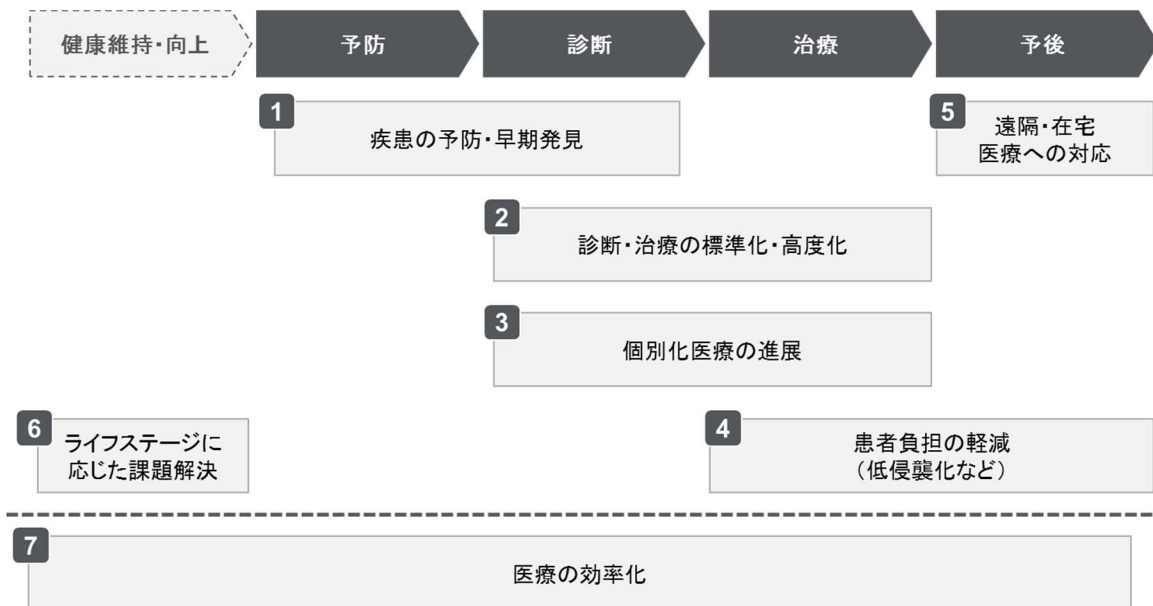 健康維持・向上
予防
診断
治療
予後
1
疾患の予防・早期発見
5
遠隔・在宅
医療への対応
2
診断・治療の標準化・高度化
3
個別化医療の進展
6
ライフステージに
応じた課題解決
4
患者負担の軽減
（低侵襲化など）
7
医療の効率化